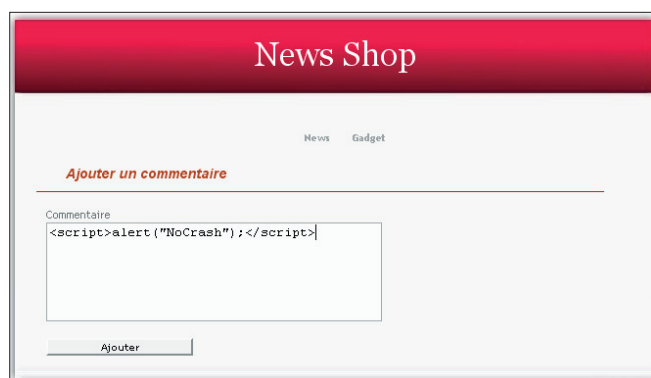 News Shop
News Gadget
Ajouter un commentaire
Commentaire
<script>alert("NoCrash");</script>
Ajouter